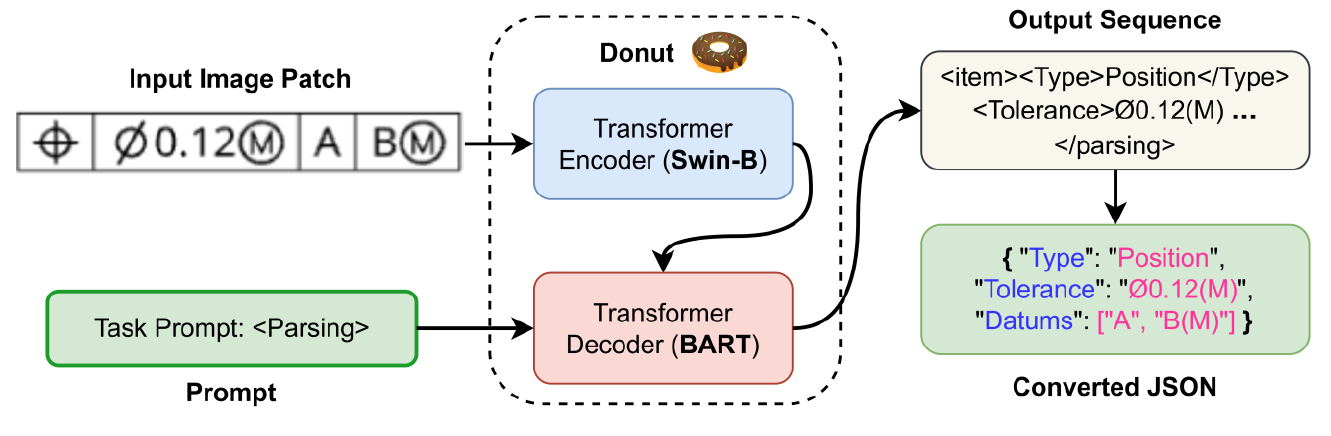 Input Image Patch
⌖ Ø0.12Ⓜ A BⓂ
Task Prompt: <Parsing>
Prompt
Donut
Transformer
Encoder (Swin-B)
Transformer
Decoder (BART)
Output Sequence
<item><Type>Position</Type>
<Tolerance>Ø0.12(M) ...
</parsing>
{ "Type": "Position",
"Tolerance": "Ø0.12(M)",
"Datums": ["A", "B(M)"] }
Converted JSON